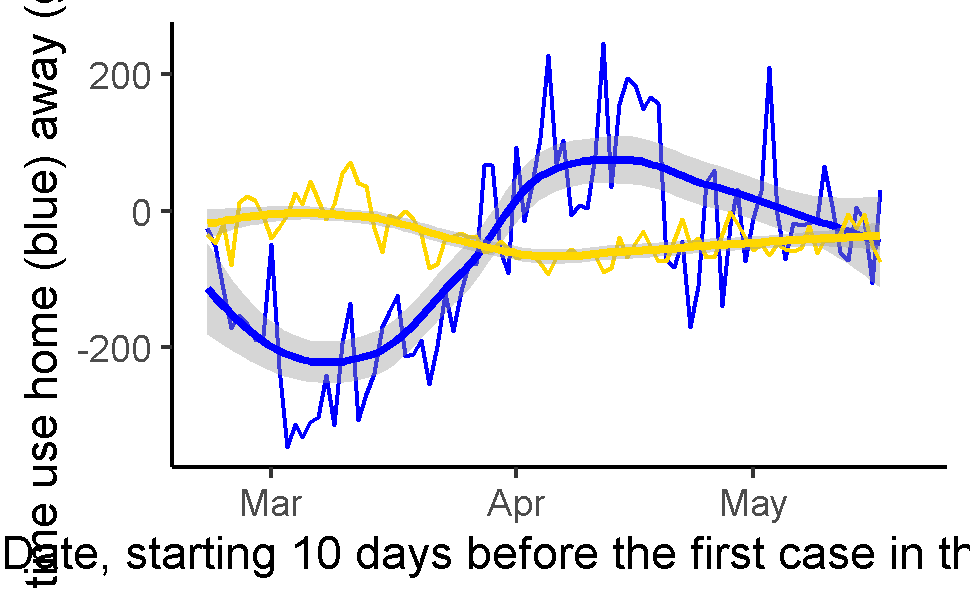 time use home (blue) away (
200
0
-200
Mar Apr May
Date, starting 10 days before the first case in th